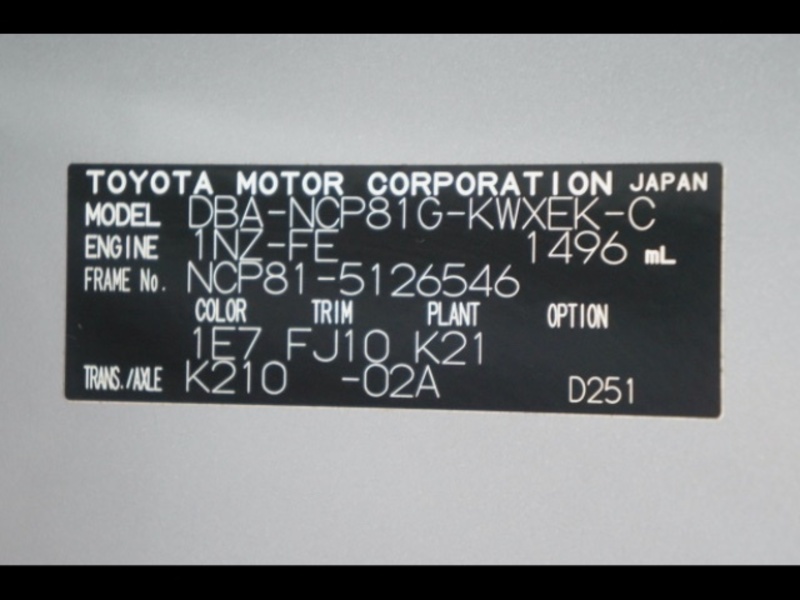 TOYOTA MOTOR CORPORATION JAPAN
MODEL DBA-NCP81G-KWXEK-C
ENGINE 1NZ-FE 1496 mL
FRAME No. NCP81-5126546
COLOR TRIM PLANT OPTION
1E7 FJ10 K21
TRANS./AXLE K210 -02A D251